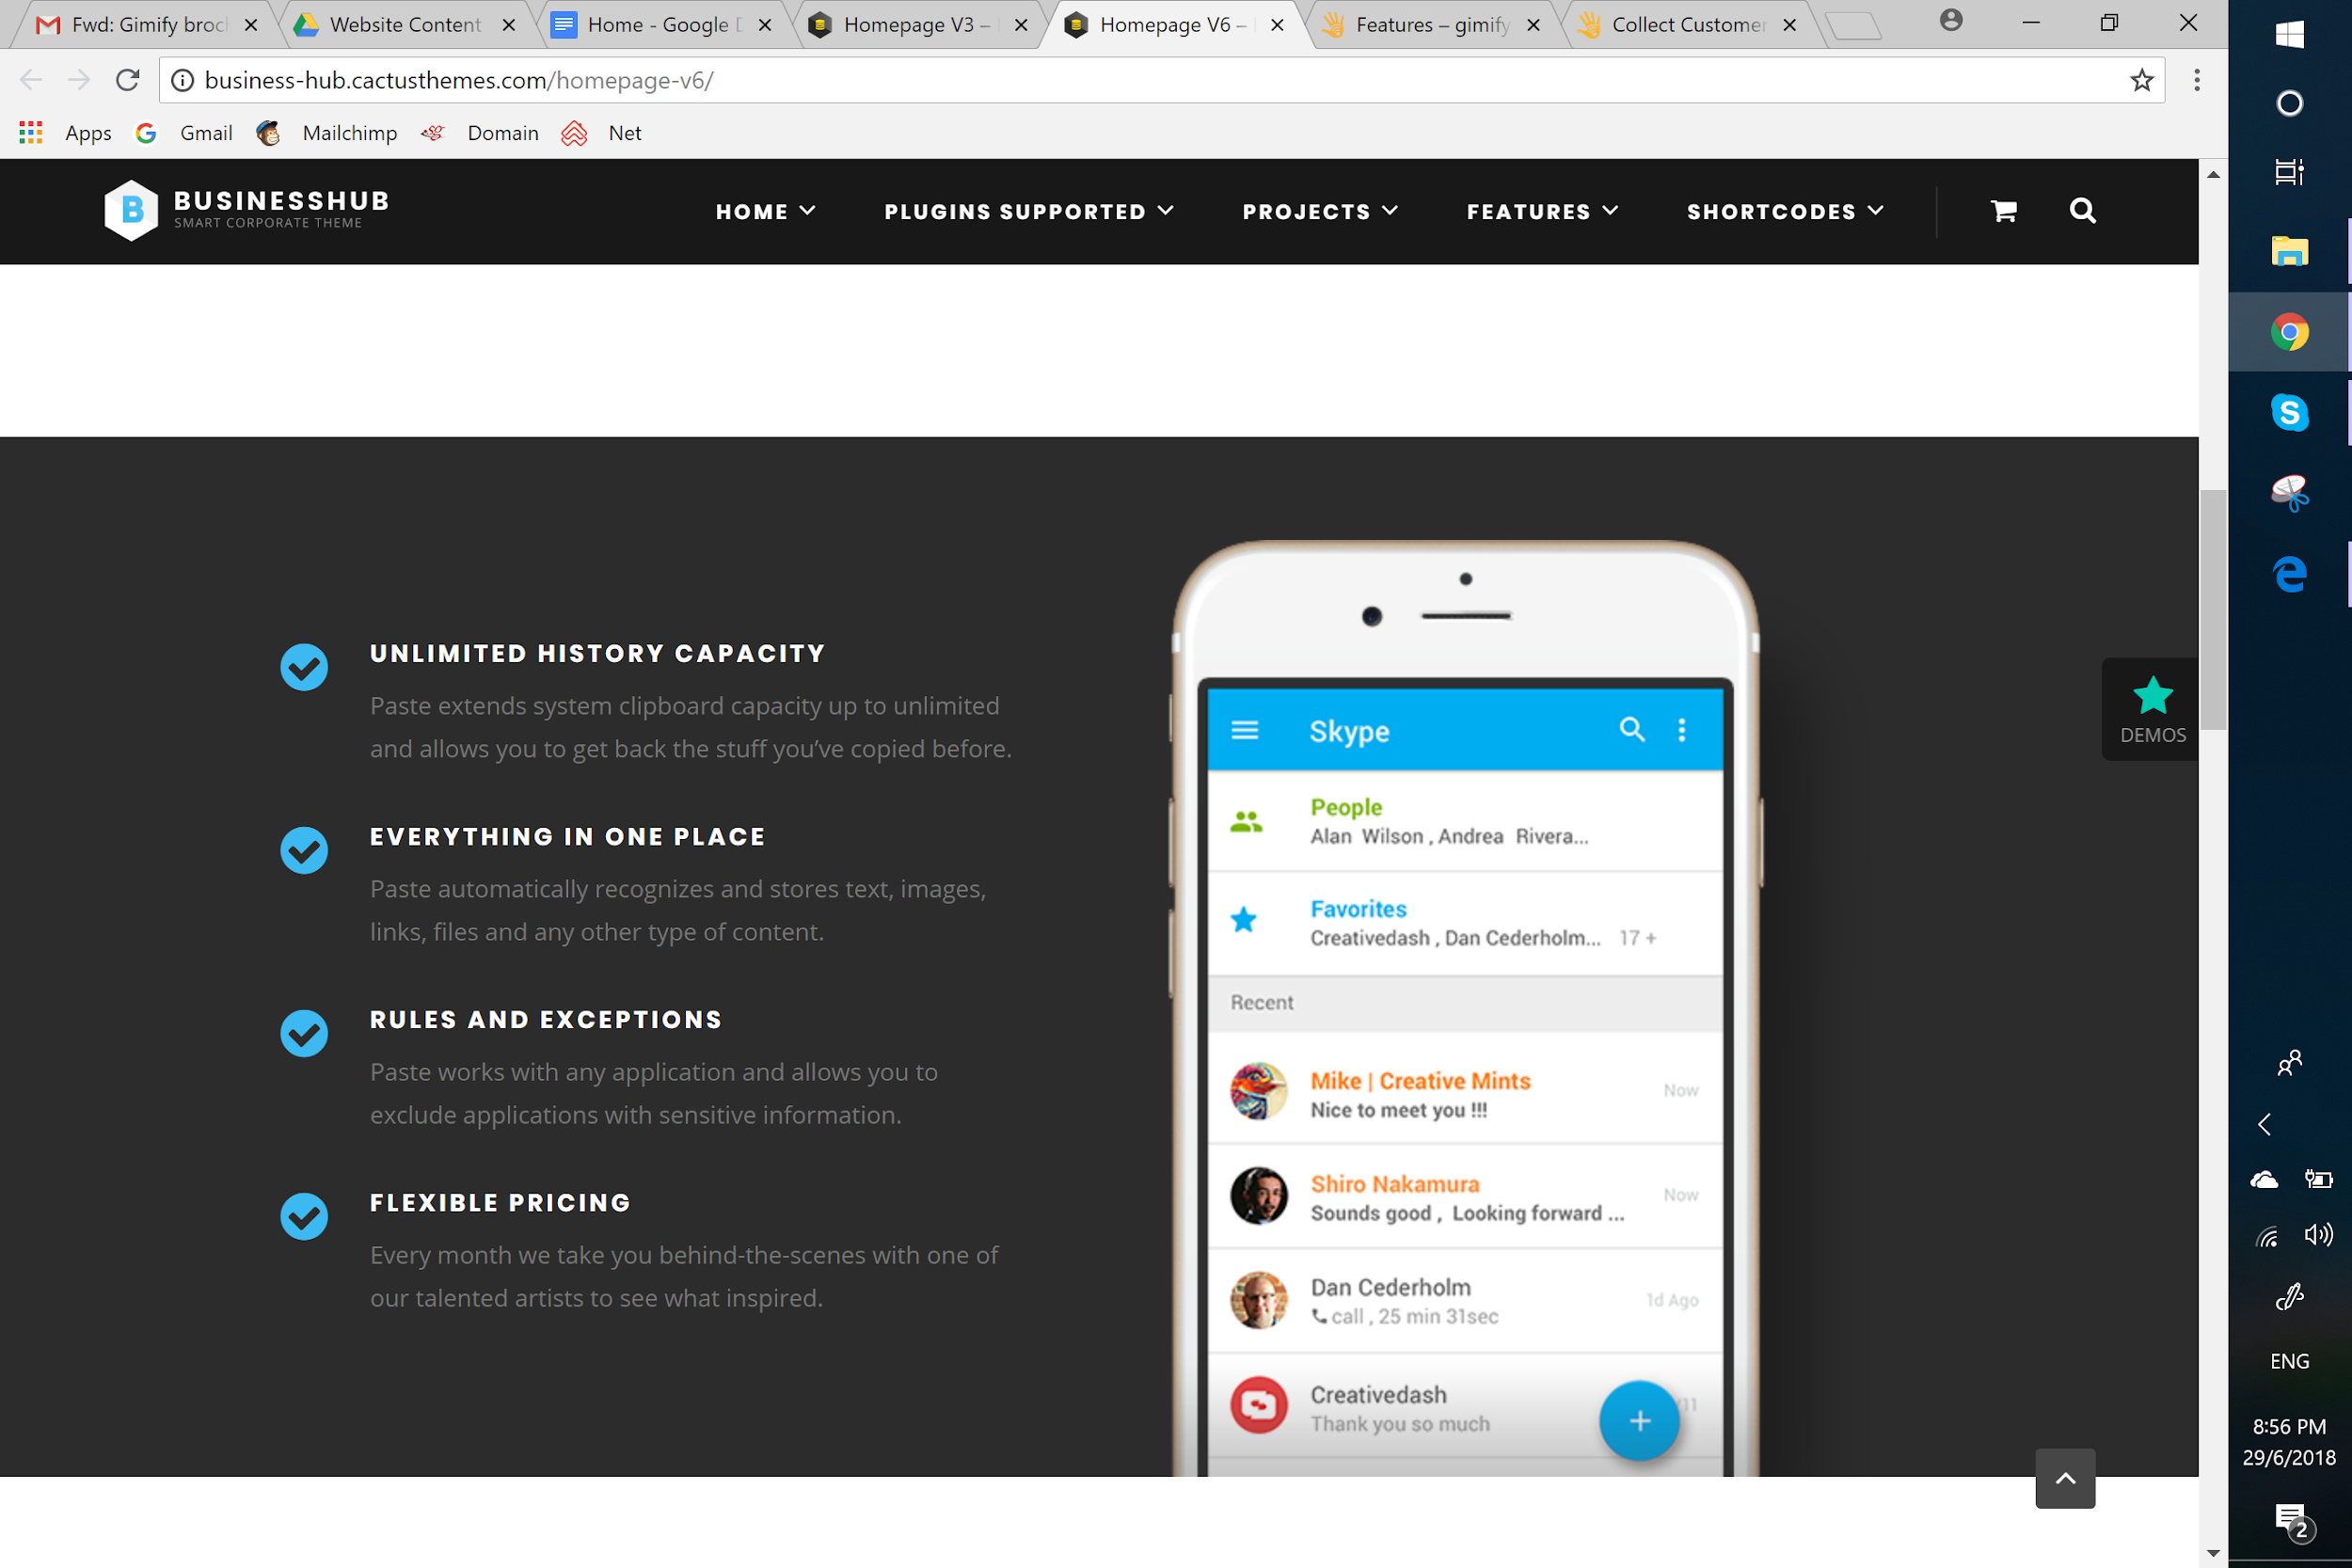 Fwd: Gimify broc
Website Content
Home - Google D
Homepage V3 –
Homepage V6 –
Features – gimify
Collect Customer
business-hub.cactusthemes.com/homepage-v6/
Apps
Gmail
Mailchimp
Domain
Net
B
BUSINESSHUB
SMART CORPORATE THEME
HOME
PLUGINS SUPPORTED
PROJECTS
FEATURES
SHORTCODES
UNLIMITED HISTORY CAPACITY
Paste extends system clipboard capacity up to unlimited
and allows you to get back the stuff you’ve copied before.
EVERYTHING IN ONE PLACE
Paste automatically recognizes and stores text, images,
links, files and any other type of content.
RULES AND EXCEPTIONS
Paste works with any application and allows you to
exclude applications with sensitive information.
FLEXIBLE PRICING
Every month we take you behind-the-scenes with one of
our talented artists to see what inspired.
Skype
People
Alan Wilson , Andrea Rivera...
Favorites
Creativedash , Dan Cederholm... 17 +
Recent
Mike | Creative Mints
Now
Nice to meet you !!!
Shiro Nakamura
Now
Sounds good , Looking forward ...
Dan Cederholm
1d Ago
call , 25 min 31sec
Creativedash
Thank you so much
DEMOS
ENG
8:56 PM
29/6/2018
2